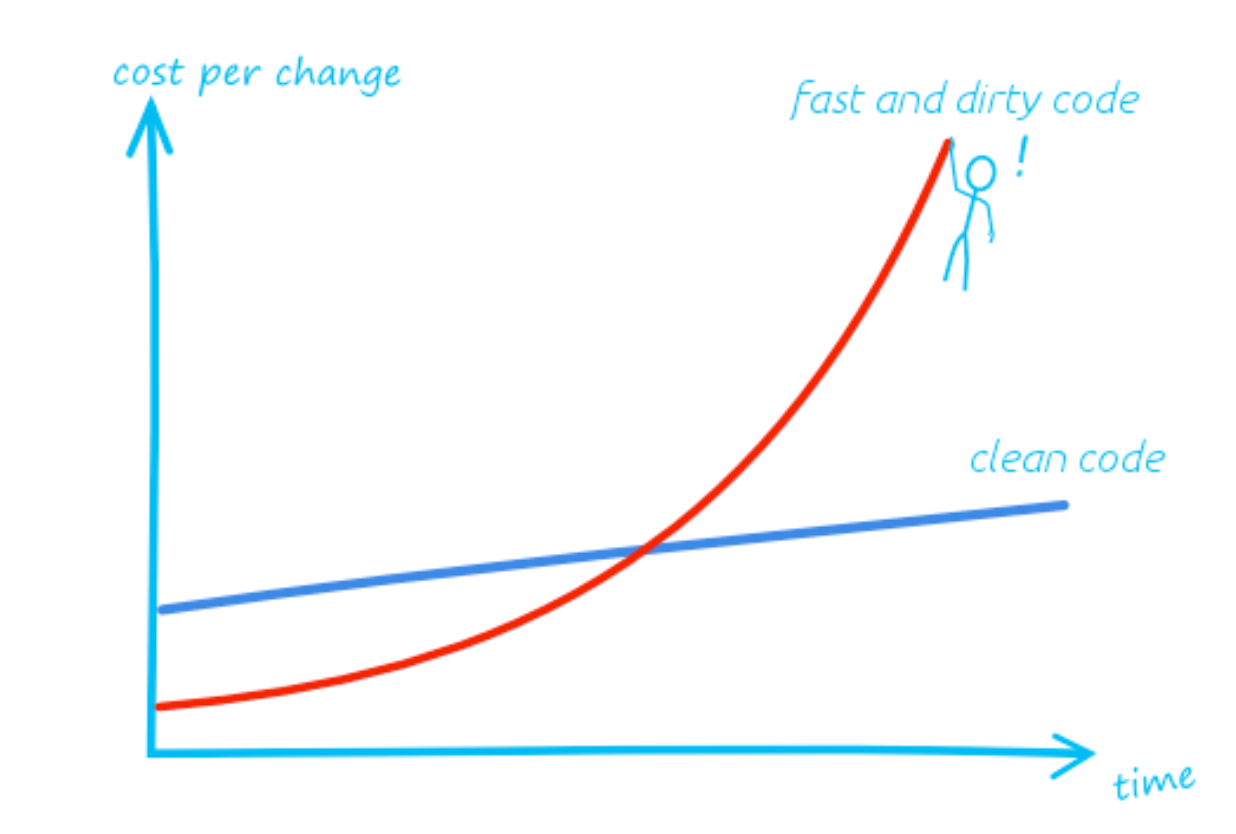 cost per change
fast and dirty code
!
clean code
time